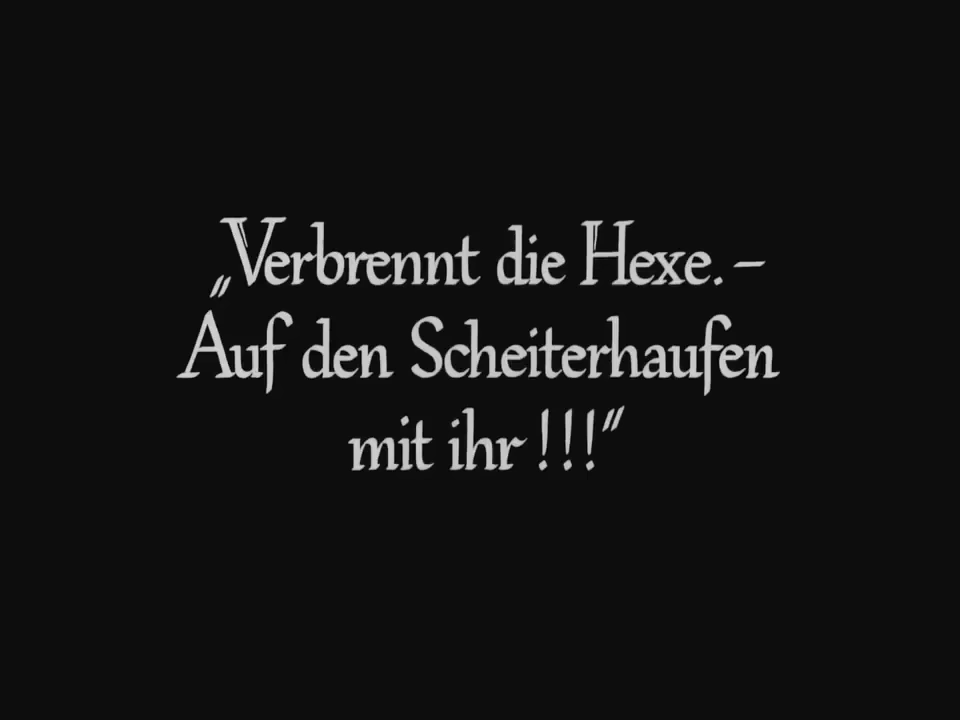 „Verbrennt die Hexe. –
Auf den Scheiterhaufen
mit ihr!!!“